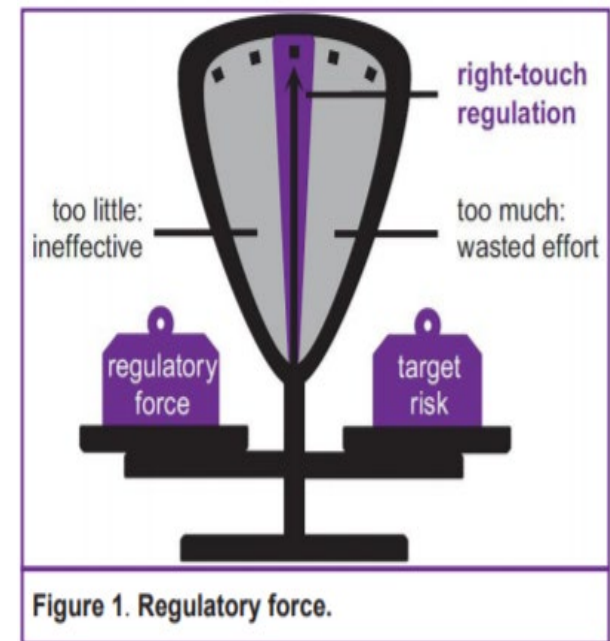 right-touch
regulation
too little:
ineffective
too much:
wasted effort
regulatory
force
target
risk
Figure 1. Regulatory force.